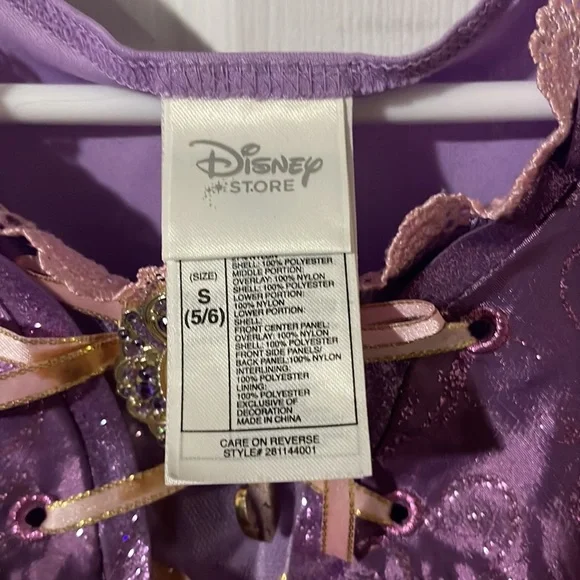 Disney
STORE
(SIZE)
S
(5/6)
SHELL: 100% POLYESTER
MIDDLE PORTION:
OVERLAY: 100% NYLON
SHELL: 100% POLYESTER
LOWER PORTION:
100% NYLON
LOWER PORTION:
SHELL:
FRONT CENTER PANEL:
OVERLAY: 100% NYLON
SHELL: 100% POLYESTER
FRONT SIDE PANELS/
BACK PANEL:100% NYLON
INTERLINING:
100% POLYESTER
LINING:
100% POLYESTER
EXCLUSIVE OF
DECORATION
MADE IN CHINA
CARE ON REVERSE
STYLE# 281144001